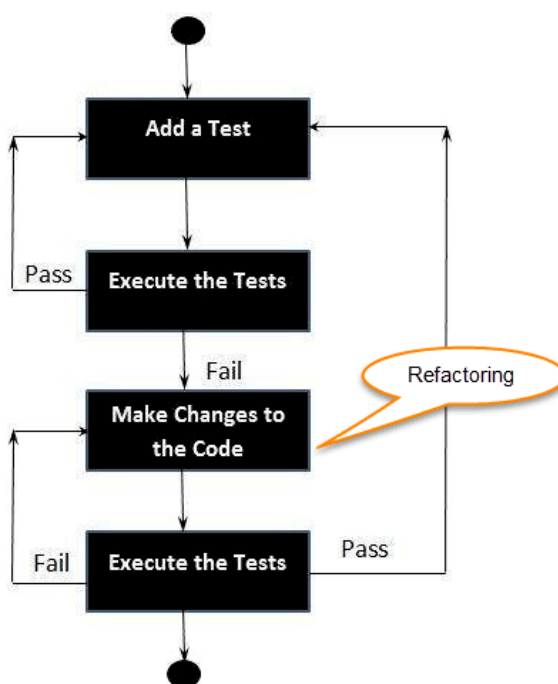 Add a Test
Pass
Execute the Tests
Fail
Refactoring
Make Changes to
the Code
Fail
Execute the Tests
Pass